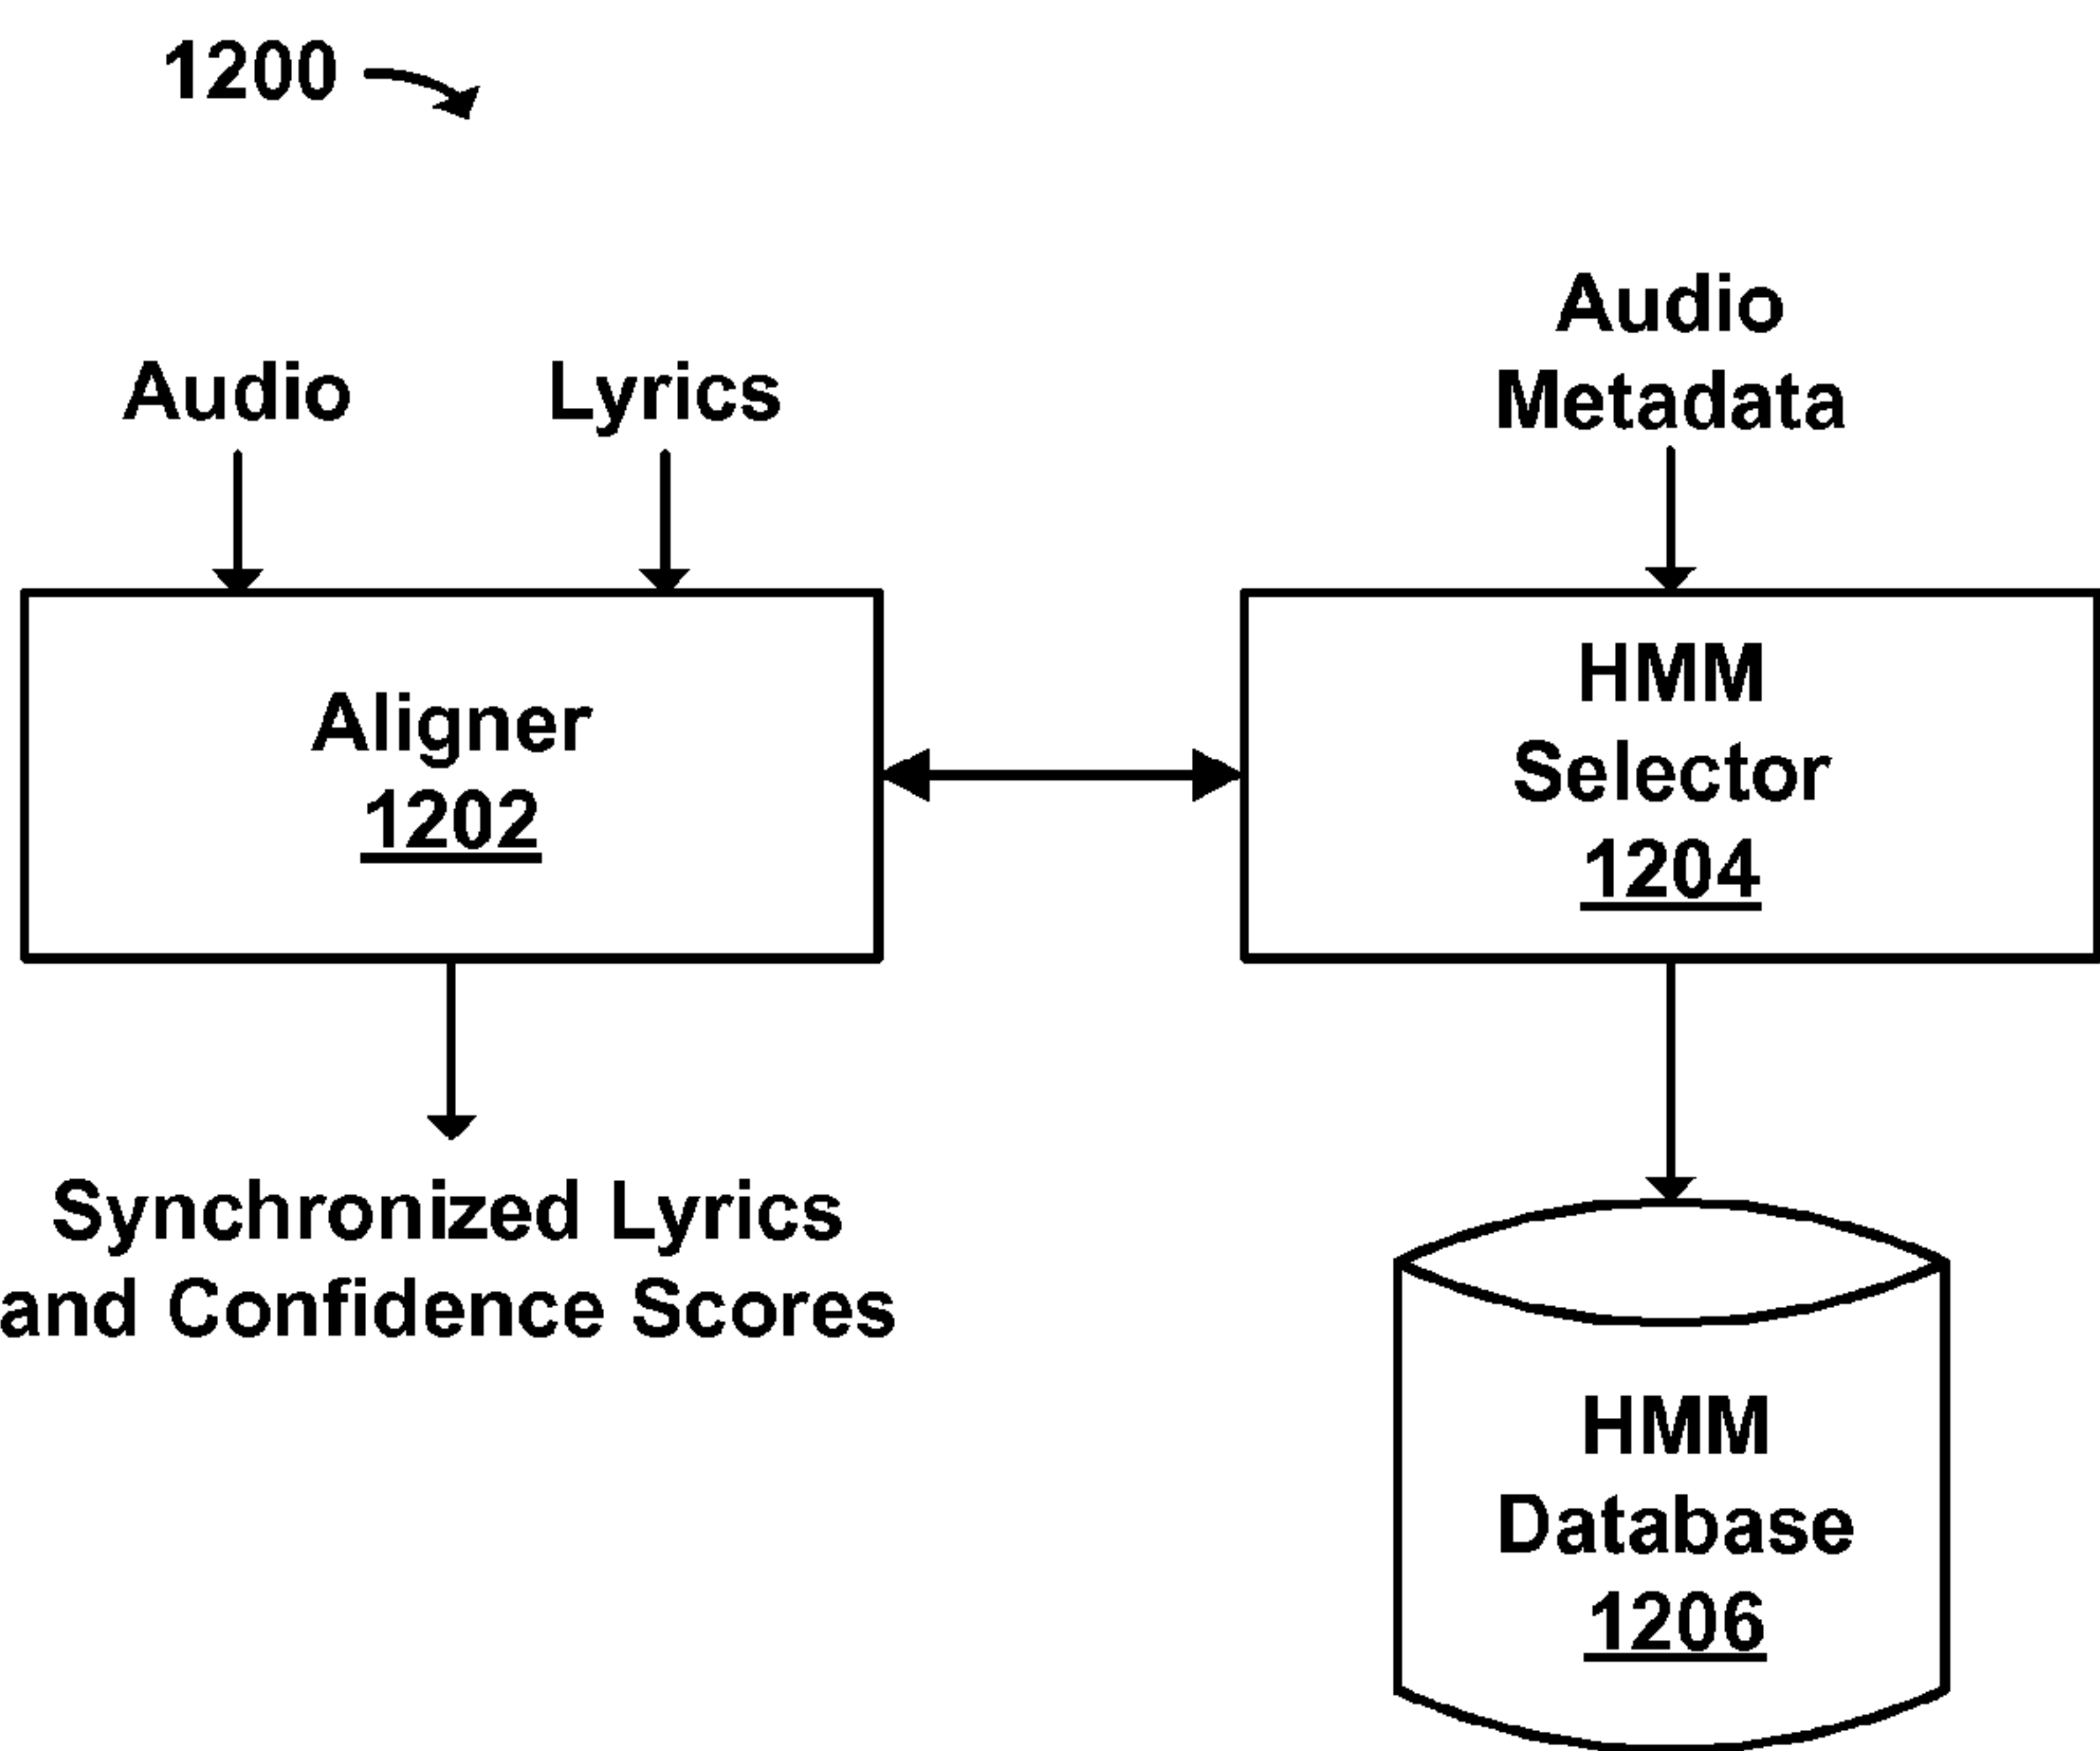 1200
Audio
Lyrics
Audio
Metadata
Aligner
1202
HMM
Selector
1204
Synchronized Lyrics
and Confidence Scores
HMM
Database
1206